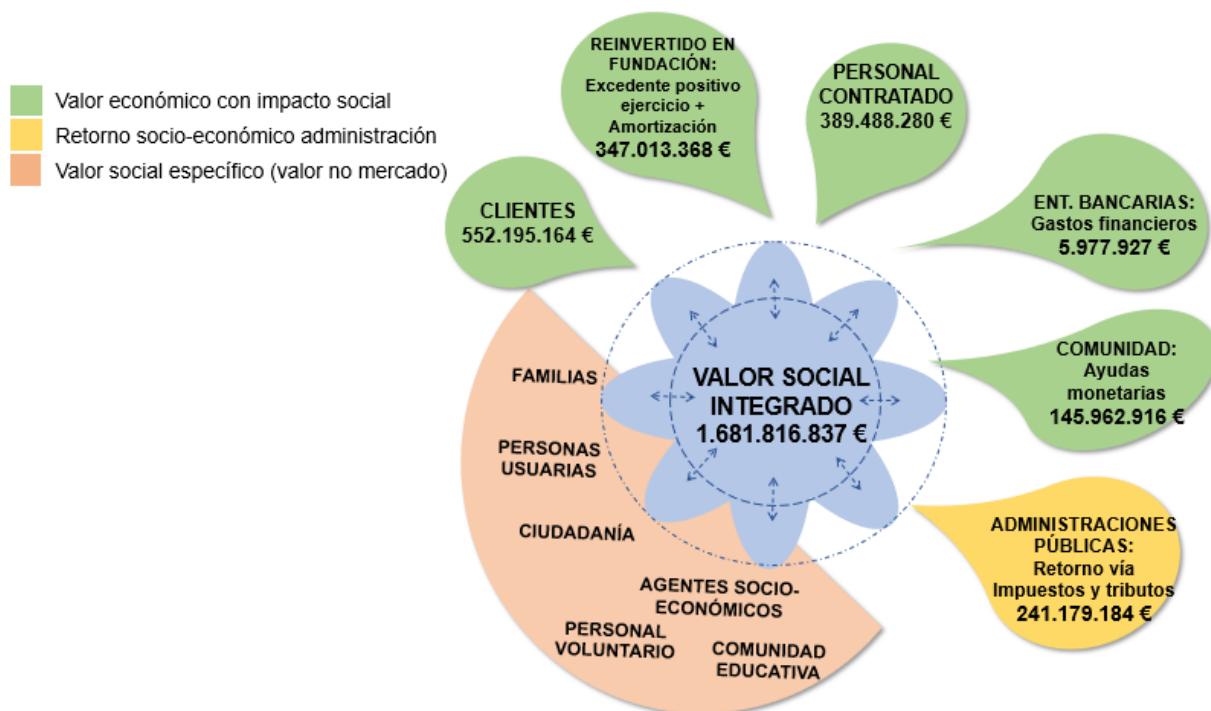 Valor económico con impacto social
Retorno socio-económico administración
Valor social específico (valor no mercado)
REINVERTIDO EN
FUNDACIÓN:
Excedente positivo
ejercicio +
Amortización
347.013.368 €
PERSONAL
CONTRATADO
389.488.280 €
CLIENTES
552.195.164 €
ENT. BANCARIAS:
Gastos financieros
5.977.927 €
COMUNIDAD:
Ayudas
monetarias
145.962.916 €
VALOR SOCIAL
INTEGRADO
1.681.816.837 €
ADMINISTRACIONES
PÚBLICAS:
Retorno vía
Impuestos y tributos
241.179.184 €
FAMILIAS
PERSONAS
USUARIAS
CIUDADANÍA
AGENTES SOCIO-
ECONÓMICOS
PERSONAL
VOLUNTARIO
COMUNIDAD
EDUCATIVA